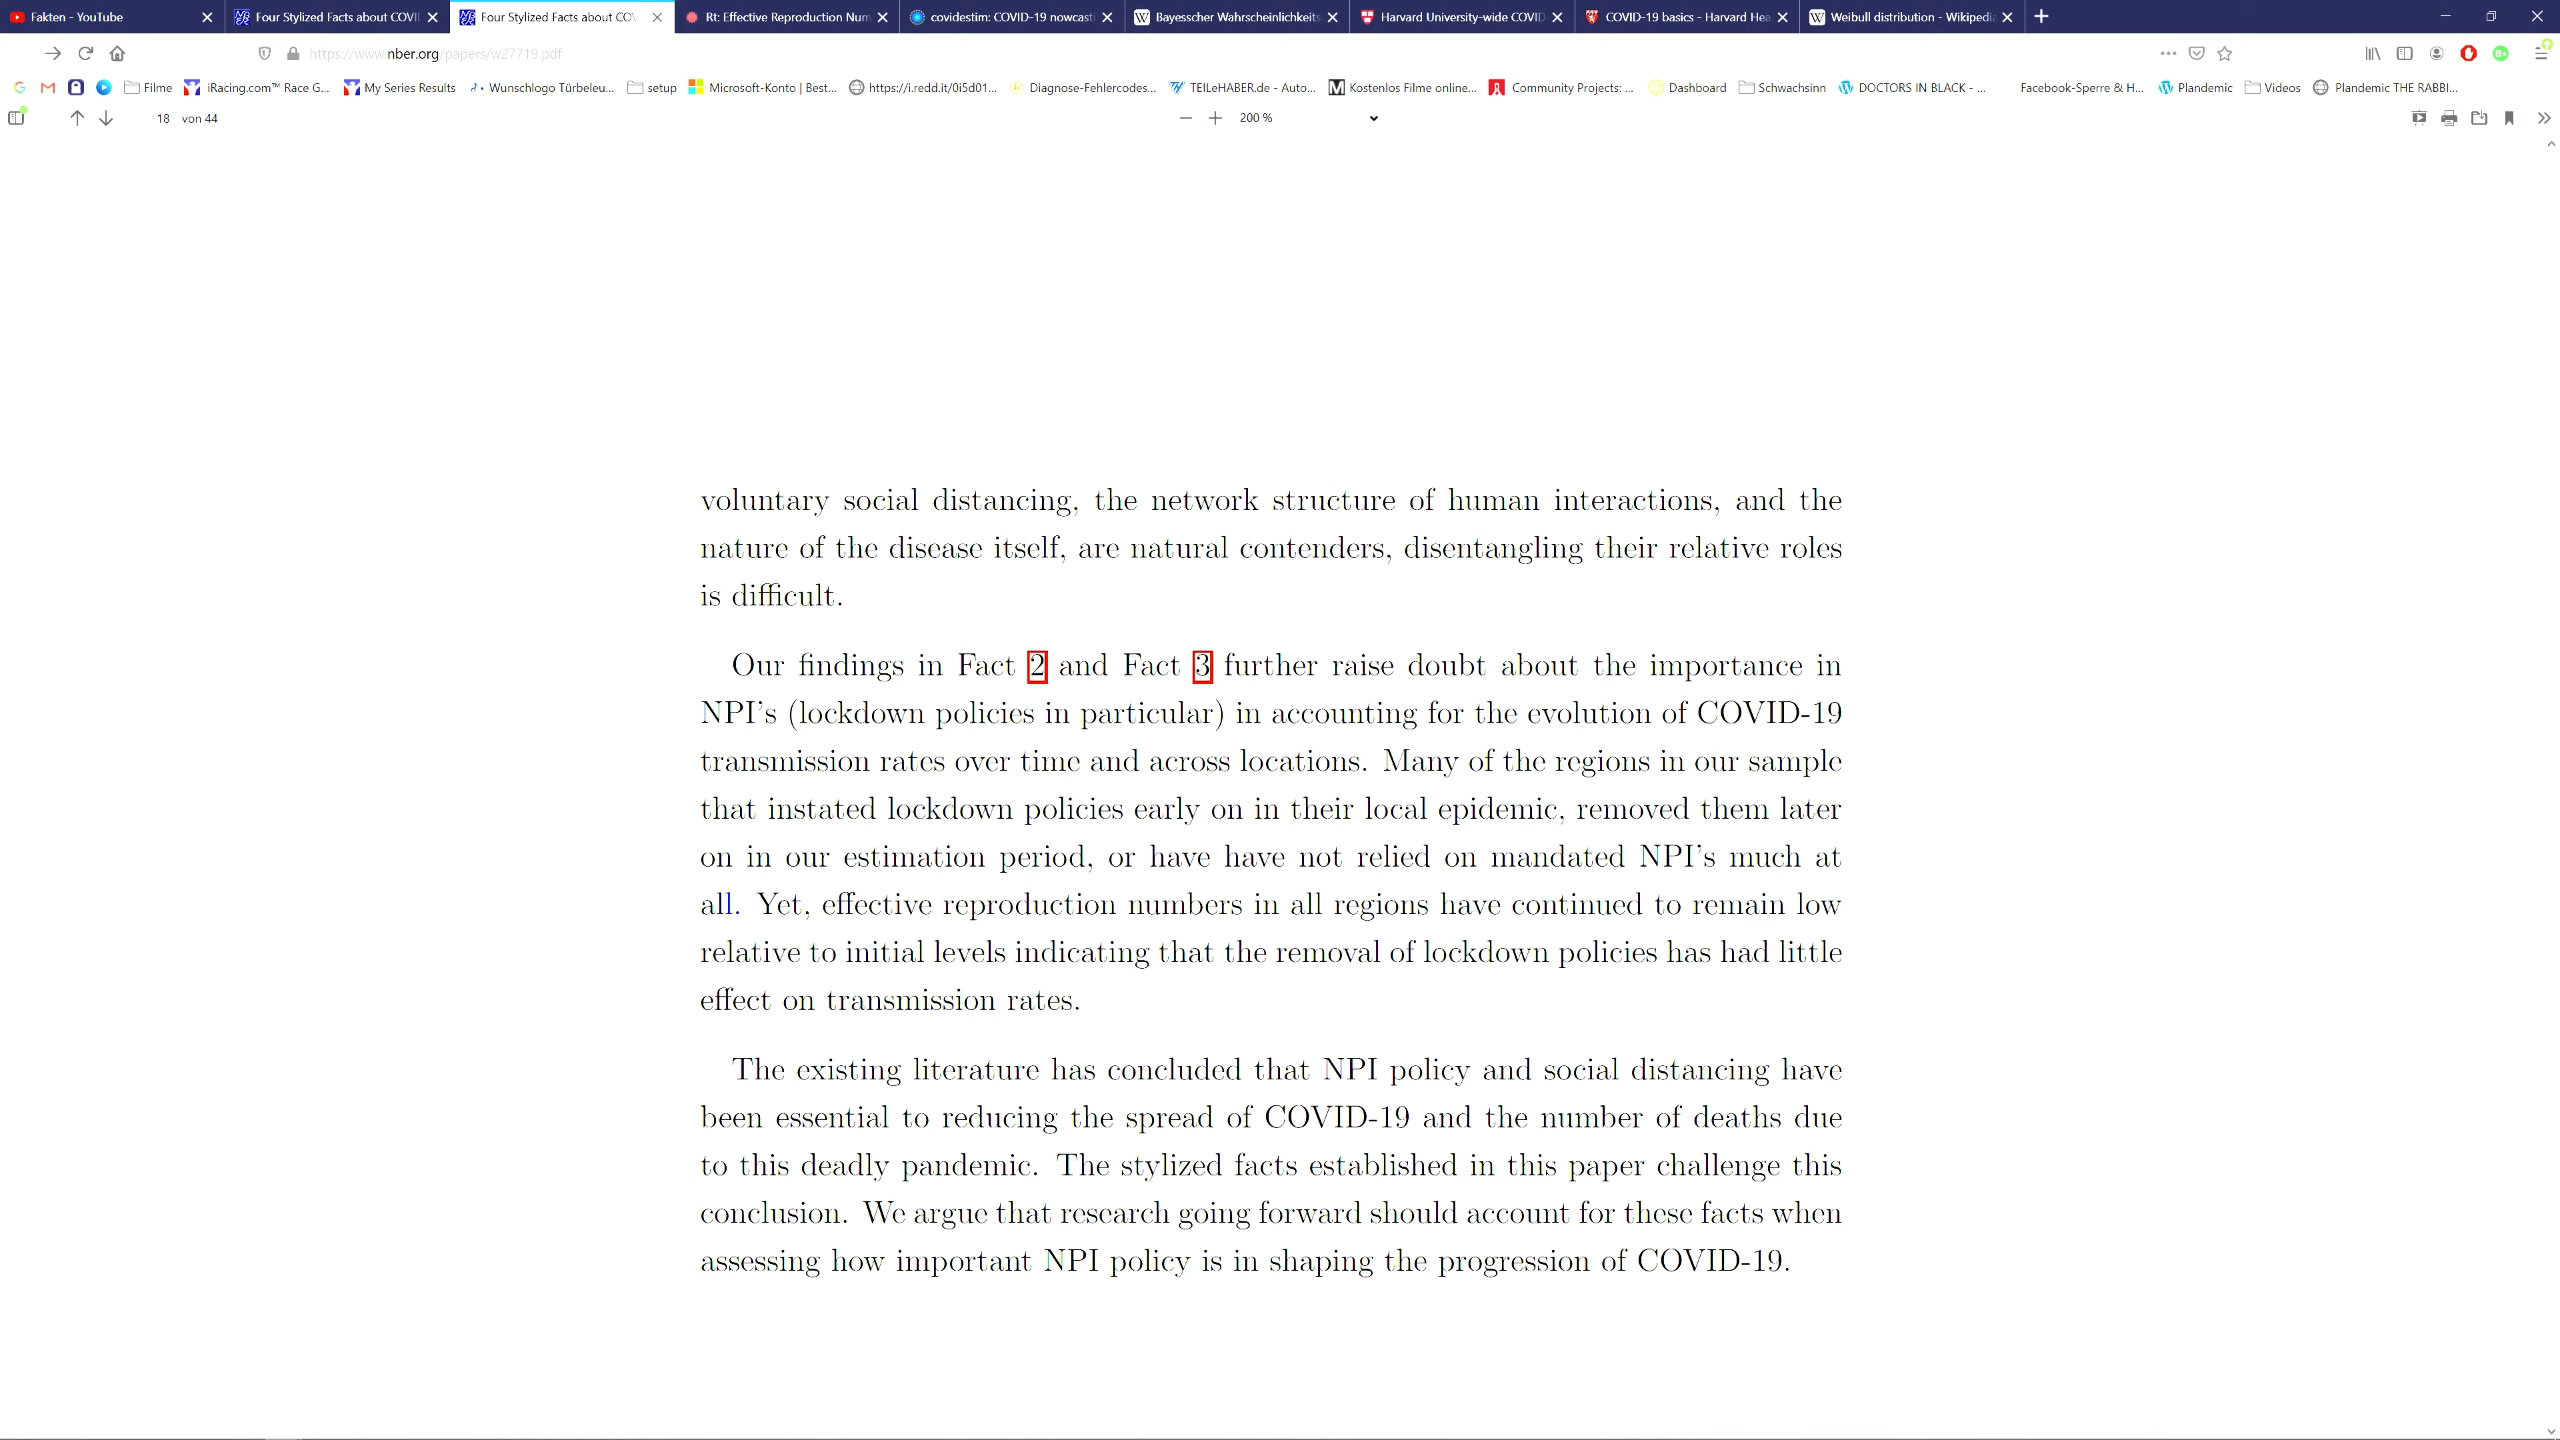 Fakten - YouTube
Four Stylized Facts about COVI
Four Stylized Facts about CO
Rt: Effective Reproduction Num
covidestim: COVID-19 nowcasti
Bayesscher Wahrscheinlichkeits
Harvard University-wide COVID
COVID-19 basics - Harvard Hea
Weibull distribution - Wikipedia
https://www.nber.org/papers/w27719.pdf
Filme
iRacing.com™ Race G...
My Series Results
Wunschlogo Türbeleu...
setup
Microsoft-Konto | Best...
https://i.redd.it/0i5d01...
Diagnose-Fehlercodes...
TEILeHABER.de - Auto...
Kostenlos Filme online...
Community Projects: ...
Dashboard
Schwachsinn
DOCTORS IN BLACK - ...
Facebook-Sperre & H...
Plandemic
Videos
Plandemic THE RABBI...
18 von 44
200 %
voluntary social distancing, the network structure of human interactions, and the
nature of the disease itself, are natural contenders, disentangling their relative roles
is difficult.
Our findings in Fact 2 and Fact 3 further raise doubt about the importance in
NPI's (lockdown policies in particular) in accounting for the evolution of COVID-19
transmission rates over time and across locations. Many of the regions in our sample
that instated lockdown policies early on in their local epidemic, removed them later
on in our estimation period, or have have not relied on mandated NPI's much at
all. Yet, effective reproduction numbers in all regions have continued to remain low
relative to initial levels indicating that the removal of lockdown policies has had little
effect on transmission rates.
The existing literature has concluded that NPI policy and social distancing have
been essential to reducing the spread of COVID-19 and the number of deaths due
to this deadly pandemic. The stylized facts established in this paper challenge this
conclusion. We argue that research going forward should account for these facts when
assessing how important NPI policy is in shaping the progression of COVID-19.